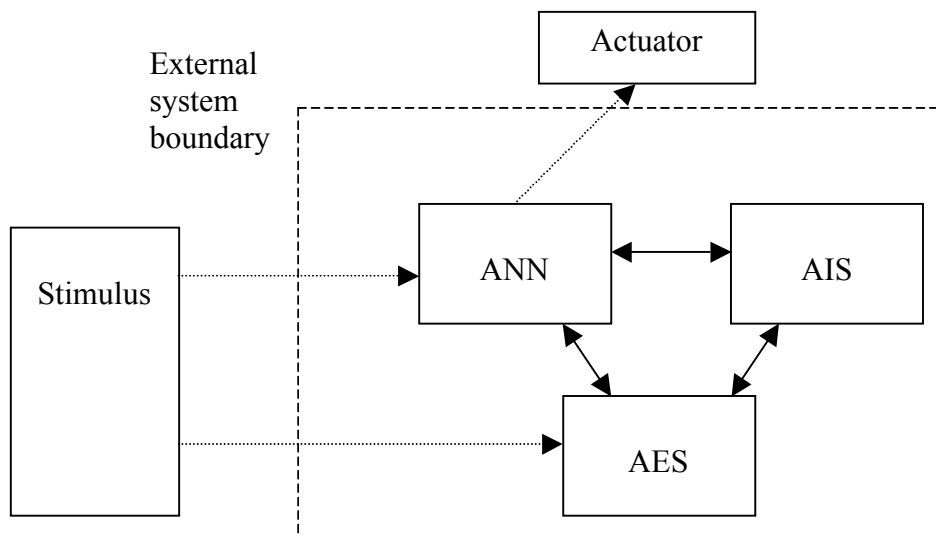 Actuator
External
system
boundary
ANN
AIS
Stimulus
AES